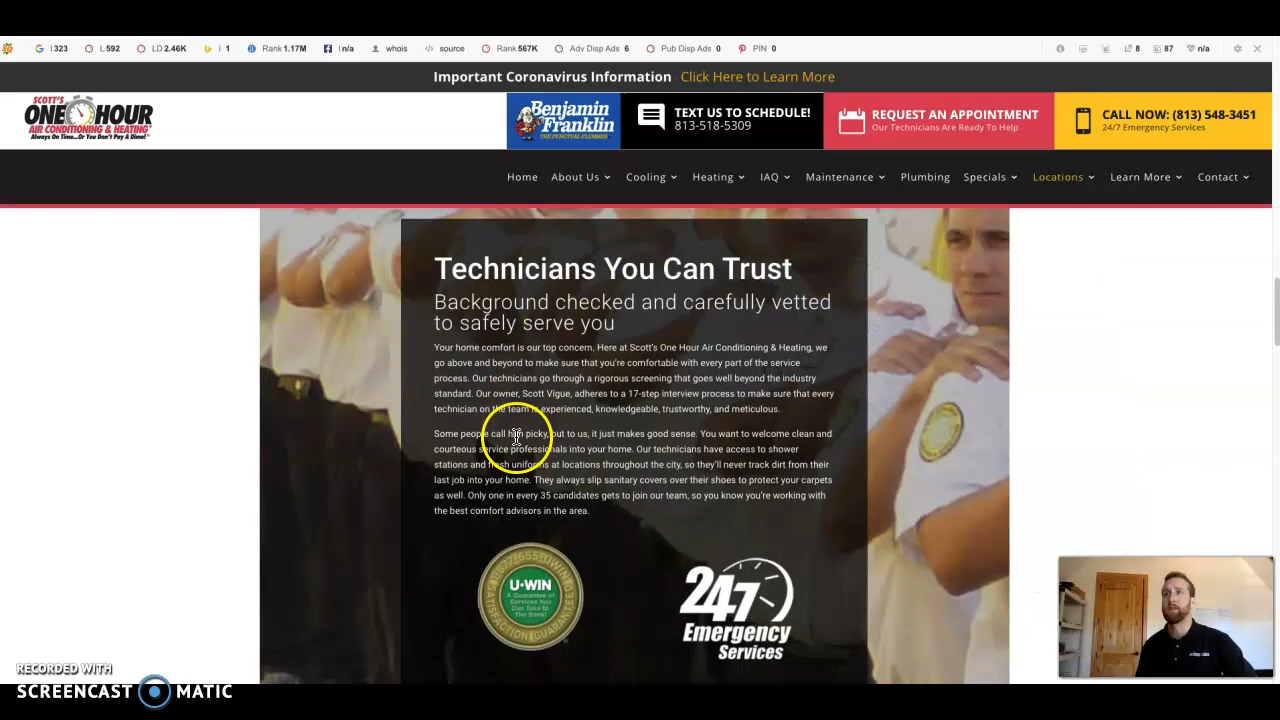 I 323 L 592 LD 2.46K I 1 Rank 1.17M I n/a whois source Rank 567K Adv Disp Ads 6 Pub Disp Ads 0 PIN 0 8 87 n/a
Important Coronavirus Information Click Here to Learn More
SCOTT'S
ONE HOUR
AIR CONDITIONING & HEATING
Always On Time...Or You Don't Pay A Dime!
Benjamin
Franklin
THE PUNCTUAL PLUMBER
TEXT US TO SCHEDULE!
813-518-5309
REQUEST AN APPOINTMENT
Our Technicians Are Ready To Help
CALL NOW: (813) 548-3451
24/7 Emergency Services
Home About Us Cooling Heating IAQ Maintenance Plumbing Specials Locations Learn More Contact
Technicians You Can Trust
Background checked and carefully vetted
to safely serve you
Your home comfort is our top concern. Here at Scott's One Hour Air Conditioning & Heating, we
go above and beyond to make sure that you're comfortable with every part of the service
process. Our technicians go through a rigorous screening that goes well beyond the industry
standard. Our owner, Scott Vigue, adheres to a 17-step interview process to make sure that every
technician on the team is experienced, knowledgeable, trustworthy, and meticulous.
Some people call him picky, but to us, it just makes good sense. You want to welcome clean and
courteous service professionals into your home. Our technicians have access to shower
stations and fresh uniforms at locations throughout the city, so they'll never track dirt from their
last job into your home. They always slip sanitary covers over their shoes to protect your carpets
as well. Only one in every 35 candidates gets to join our team, so you know you're working with
the best comfort advisors in the area.
1-877-655-UWIN
U•WIN
A Guarantee of
Services You
Can Take to
The Bank!
SATISFACTION GUARANTEE
247
Emergency
Services
RECORDED WITH
SCREENCAST MATIC